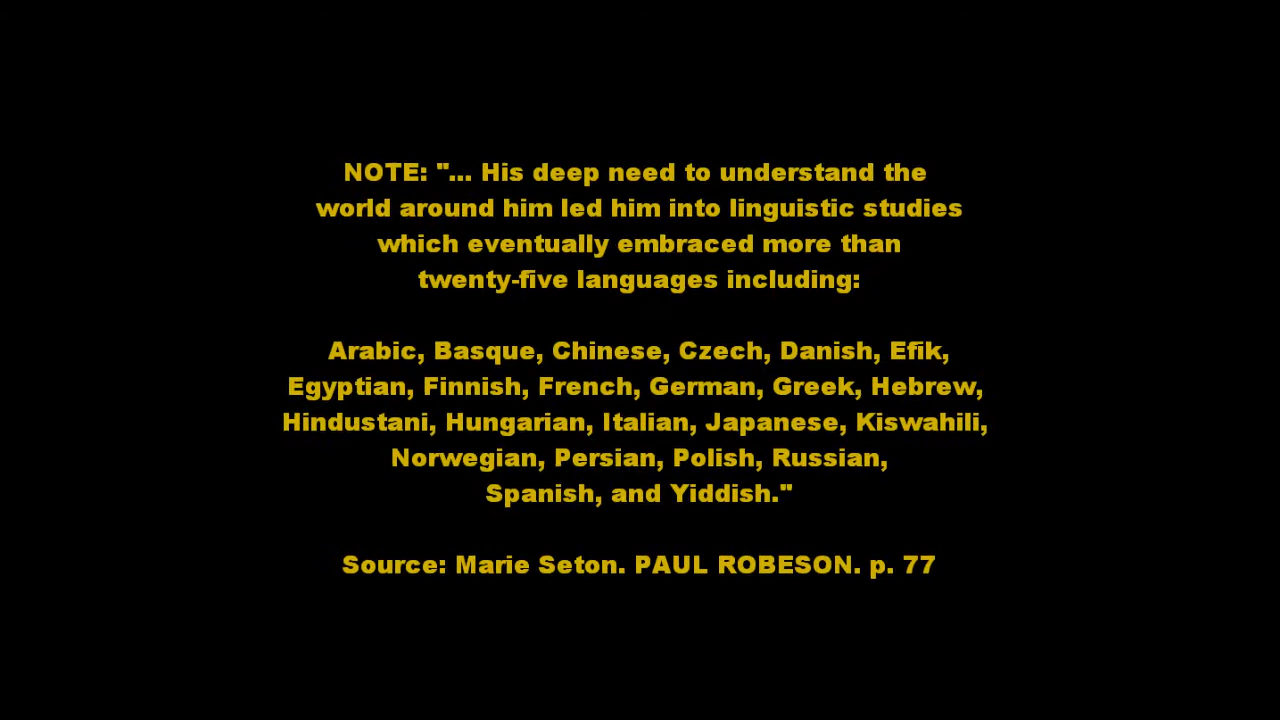 NOTE: "... His deep need to understand the
world around him led him into linguistic studies
which eventually embraced more than
twenty-five languages including:
Arabic, Basque, Chinese, Czech, Danish, Efik,
Egyptian, Finnish, French, German, Greek, Hebrew,
Hindustani, Hungarian, Italian, Japanese, Kiswahili,
Norwegian, Persian, Polish, Russian,
Spanish, and Yiddish."
Source: Marie Seton. PAUL ROBESON. p. 77